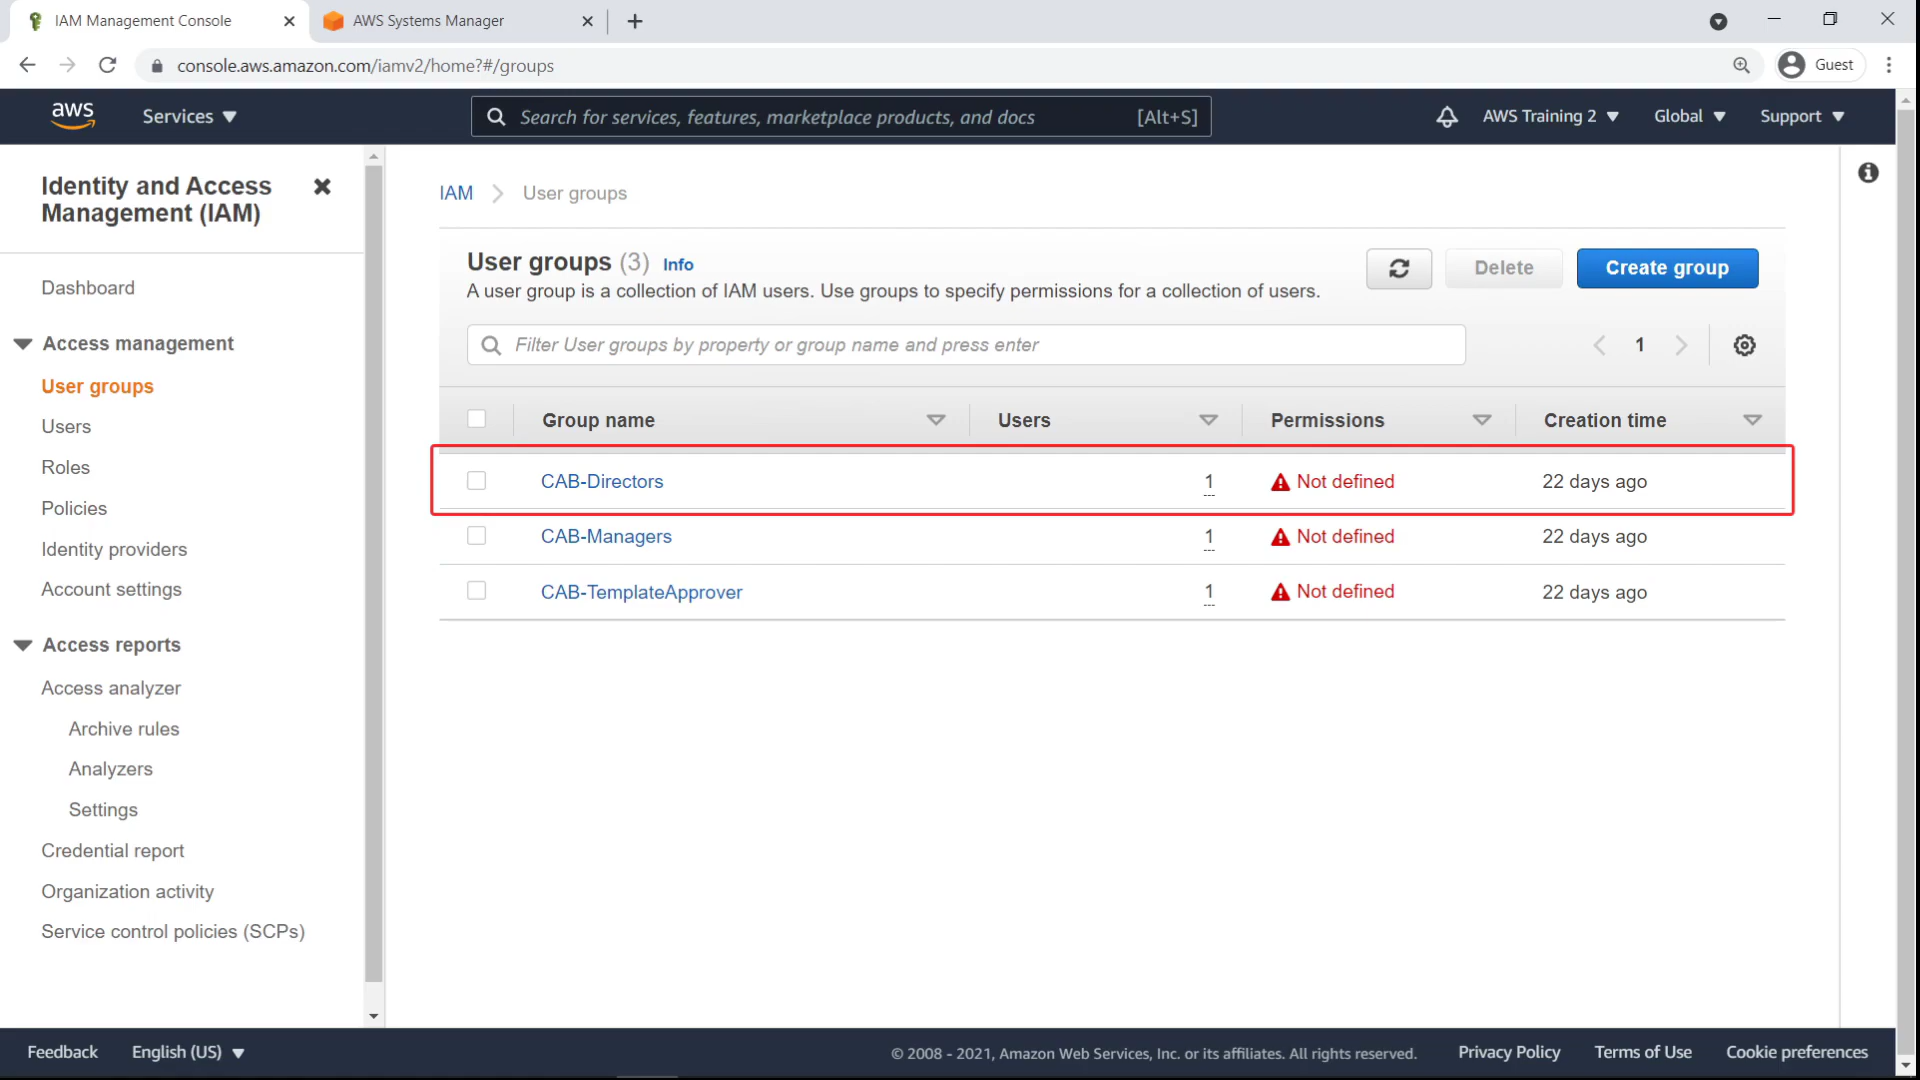 IAM Management Console
AWS Systems Manager
console.aws.amazon.com/iamv2/home?#/groups
Guest
aws
Services
Search for services, features, marketplace products, and docs
[Alt+S]
AWS Training 2
Global
Support
Identity and Access
Management (IAM)
Dashboard
Access management
User groups
Users
Roles
Policies
Identity providers
Account settings
Access reports
Access analyzer
Archive rules
Analyzers
Settings
Credential report
Organization activity
Service control policies (SCPs)
IAM
User groups
User groups (3) Info
A user group is a collection of IAM users. Use groups to specify permissions for a collection of users.
Delete
Create group
Filter User groups by property or group name and press enter
1
Group name Users Permissions Creation time
CAB-Directors 1 Not defined 22 days ago
CAB-Managers 1 Not defined 22 days ago
CAB-TemplateApprover 1 Not defined 22 days ago
Feedback
English (US)
© 2008 - 2021, Amazon Web Services, Inc. or its affiliates. All rights reserved.
Privacy Policy
Terms of Use
Cookie preferences